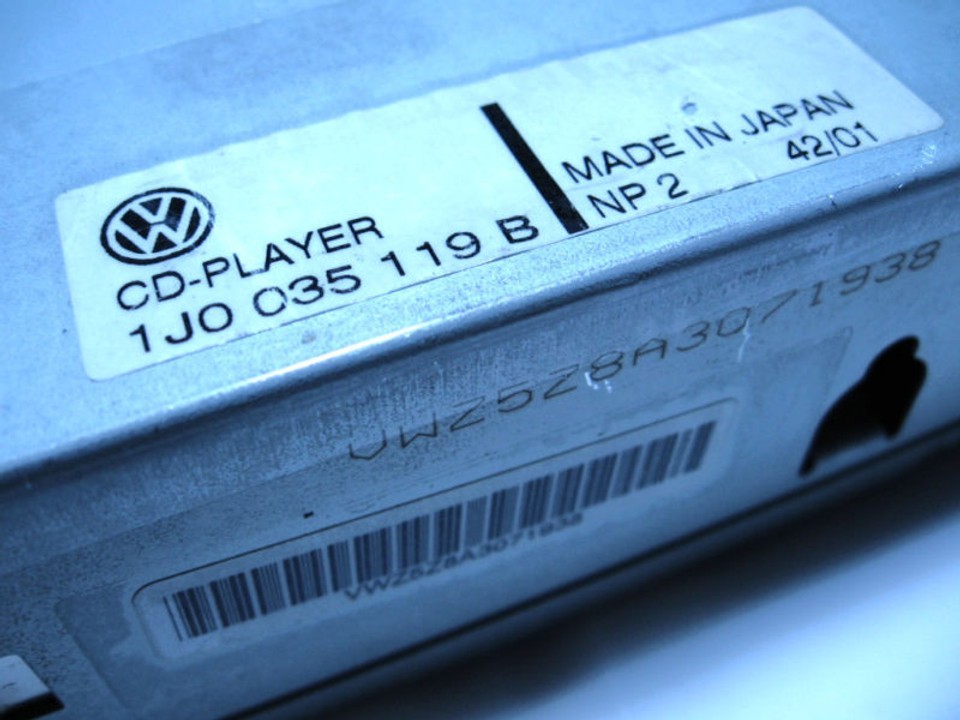 CD-PLAYER
1J0 035 119 B
MADE IN JAPAN
NP 2 42/01
VWZ5Z8A3071938
VWZ5Z8A3071938